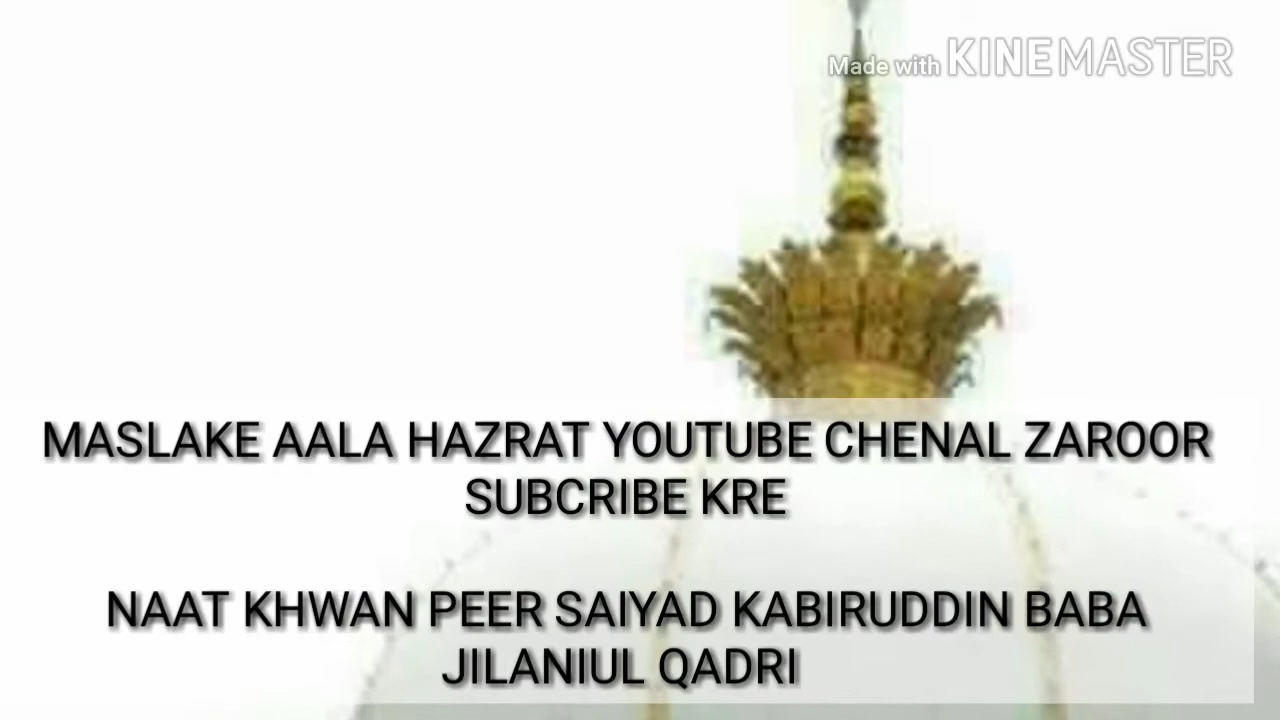 Made with KINEMASTER
MASLAKE AALA HAZRAT YOUTUBE CHENAL ZAROOR
SUBCRIBE KRE
NAAT KHWAN PEER SAIYAD KABIRUDDIN BABA
JILANIUL QADRI